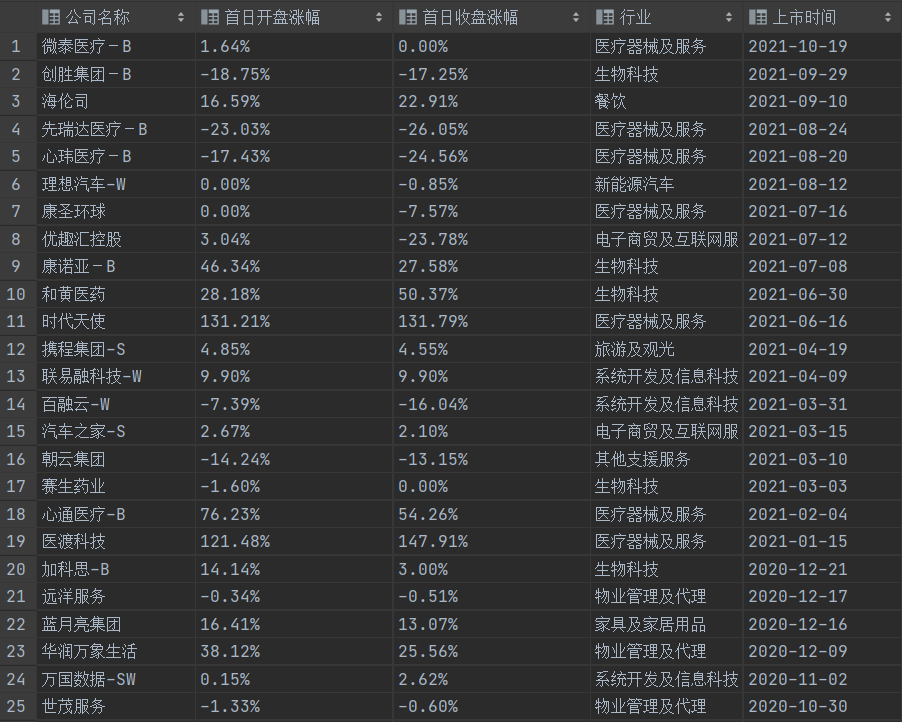 公司名称 首日开盘涨幅 首日收盘涨幅 行业 上市时间
1 微泰医疗－B 1.64% 0.00% 医疗器械及服务 2021-10-19
2 创胜集团－B -18.75% -17.25% 生物科技 2021-09-29
3 海伦司 16.59% 22.91% 餐饮 2021-09-10
4 先瑞达医疗－B -23.03% -26.05% 医疗器械及服务 2021-08-24
5 心玮医疗－B -17.43% -24.56% 医疗器械及服务 2021-08-20
6 理想汽车-W 0.00% -0.85% 新能源汽车 2021-08-12
7 康圣环球 0.00% -7.57% 医疗器械及服务 2021-07-16
8 优趣汇控股 3.04% -23.78% 电子商贸及互联网服 2021-07-12
9 康诺亚－B 46.34% 27.58% 生物科技 2021-07-08
10 和黄医药 28.18% 50.37% 生物科技 2021-06-30
11 时代天使 131.21% 131.79% 医疗器械及服务 2021-06-16
12 携程集团-S 4.85% 4.55% 旅游及观光 2021-04-19
13 联易融科技-W 9.90% 9.90% 系统开发及信息科技 2021-04-09
14 百融云-W -7.39% -16.04% 系统开发及信息科技 2021-03-31
15 汽车之家-S 2.67% 2.10% 电子商贸及互联网服 2021-03-15
16 朝云集团 -14.24% -13.15% 其他支援服务 2021-03-10
17 赛生药业 -1.60% 0.00% 生物科技 2021-03-03
18 心通医疗-B 76.23% 54.26% 医疗器械及服务 2021-02-04
19 医渡科技 121.48% 147.91% 医疗器械及服务 2021-01-15
20 加科思-B 14.14% 3.00% 生物科技 2020-12-21
21 远洋服务 -0.34% -0.51% 物业管理及代理 2020-12-17
22 蓝月亮集团 16.41% 13.07% 家具及家居用品 2020-12-16
23 华润万象生活 38.12% 25.56% 物业管理及代理 2020-12-09
24 万国数据-SW 0.15% 2.62% 系统开发及信息科技 2020-11-02
25 世茂服务 -1.33% -0.60% 物业管理及代理 2020-10-30